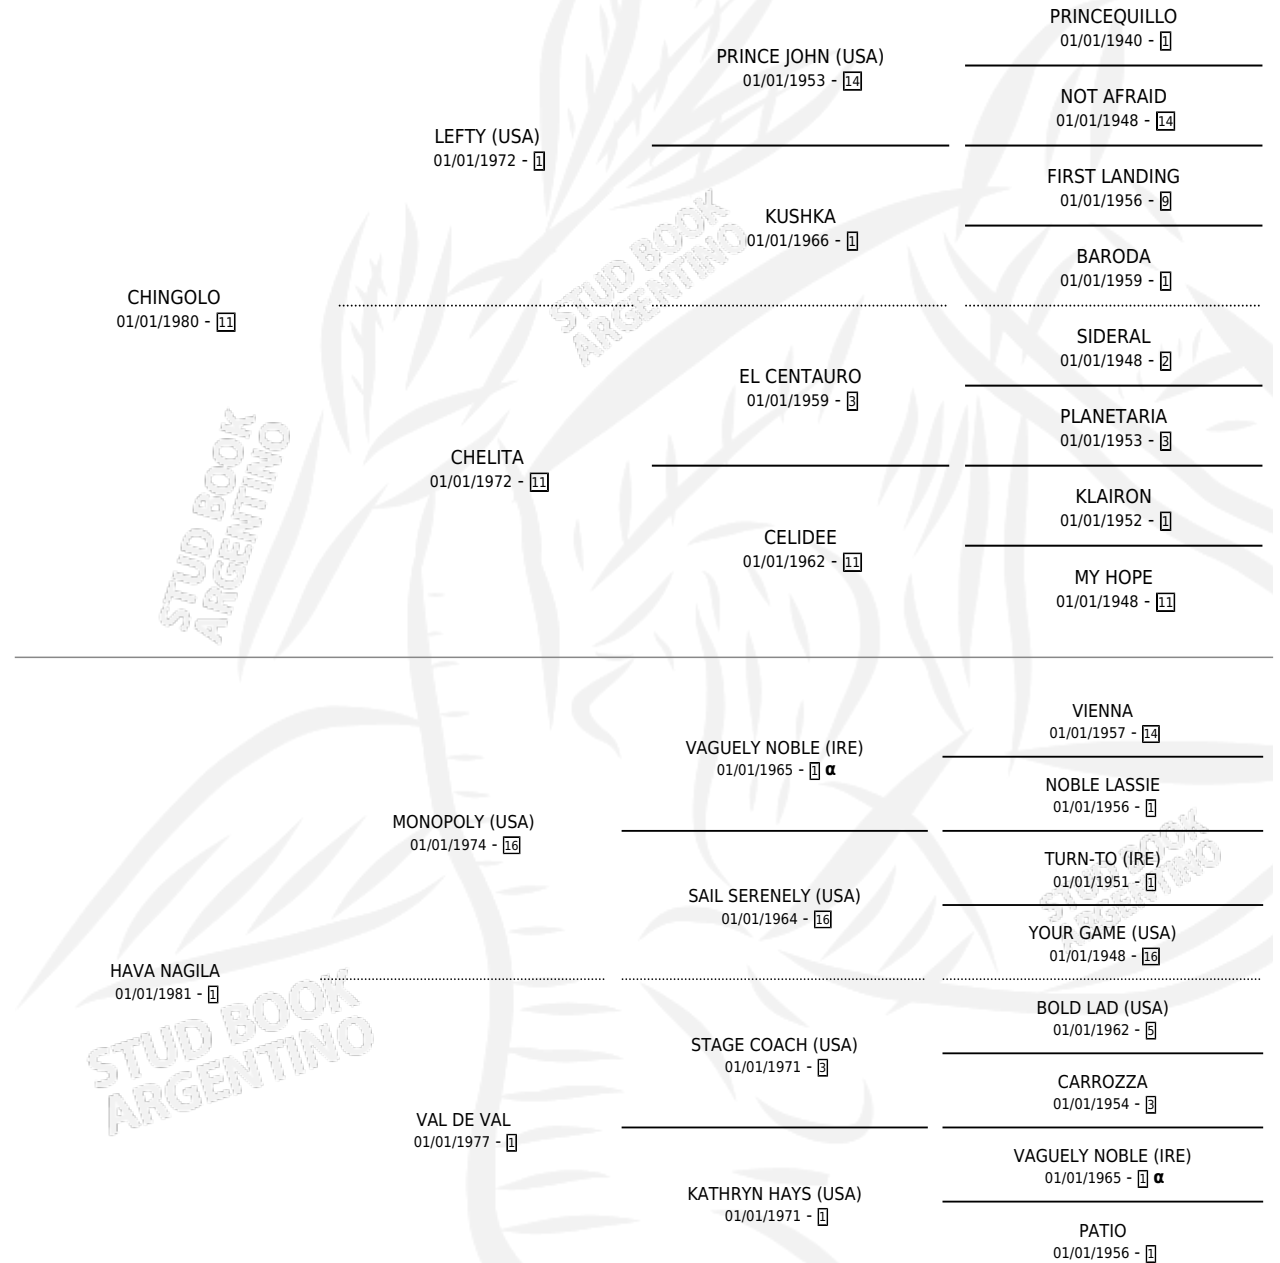 PRINCEQUILLO
01/01/1940 - 1
PRINCE JOHN (USA)
01/01/1953 - 14
NOT AFRAID
01/01/1948 - 14
LEFTY (USA)
01/01/1972 - 1
FIRST LANDING
01/01/1956 - 9
KUSHKA
01/01/1966 - 1
BARODA
01/01/1959 - 1
CHINGOLO
01/01/1980 - 11
STUD BOOK
ARGENTINO
SIDERAL
01/01/1948 - 2
EL CENTAURO
01/01/1959 - 3
PLANETARIA
01/01/1953 - 3
CHELITA
01/01/1972 - 11
KLAIRON
01/01/1952 - 1
CELIDEE
01/01/1962 - 11
MY HOPE
01/01/1948 - 11
STUD BOOK
ARGENTINO
VIENNA
01/01/1957 - 14
VAGUELY NOBLE (IRE)
01/01/1965 - 1 α
NOBLE LASSIE
01/01/1956 - 1
MONOPOLY (USA)
01/01/1974 - 16
TURN-TO (IRE)
01/01/1951 - 1
SAIL SERENELY (USA)
01/01/1964 - 16
YOUR GAME (USA)
01/01/1948 - 16
STUD BOOK
ARGENTINO
HAVA NAGILA
01/01/1981 - 1
STUD BOOK
ARGENTINO
BOLD LAD (USA)
01/01/1962 - 5
STAGE COACH (USA)
01/01/1971 - 3
CARROZZA
01/01/1954 - 3
VAL DE VAL
01/01/1977 - 1
VAGUELY NOBLE (IRE)
01/01/1965 - 1 α
KATHRYN HAYS (USA)
01/01/1971 - 1
PATIO
01/01/1956 - 1